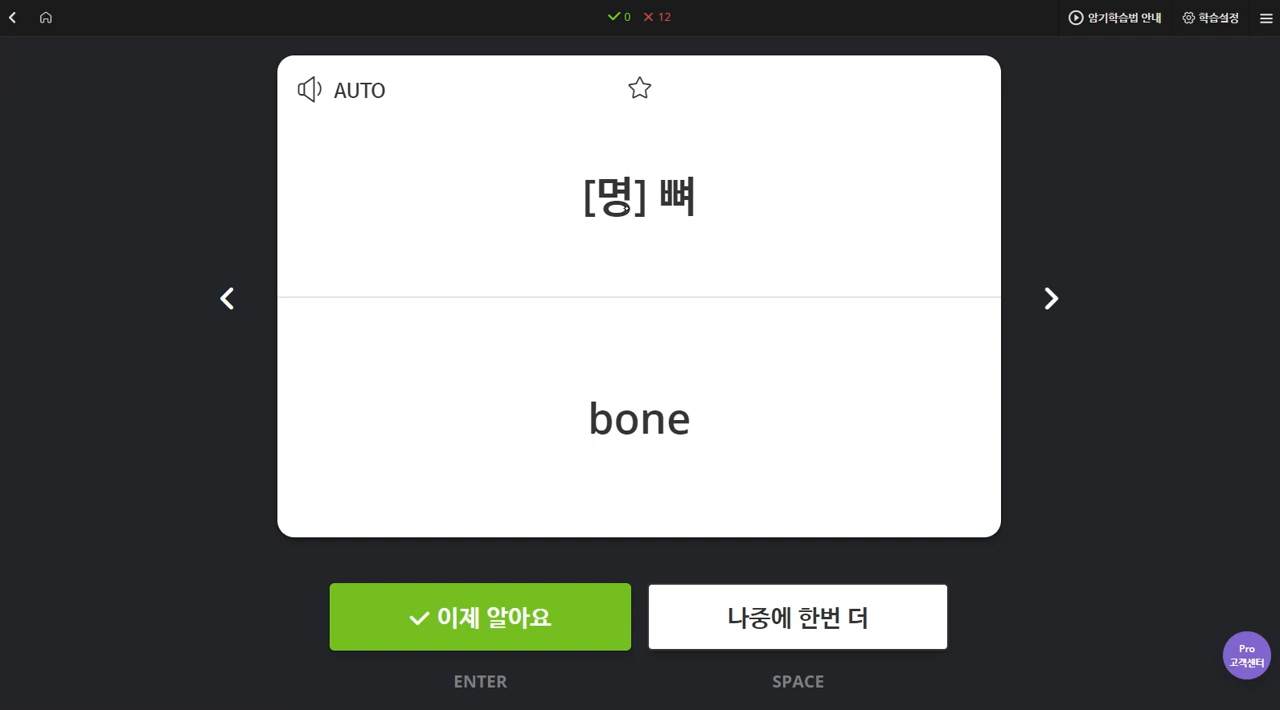 0 12 암기학습법 안내 학습설정
AUTO
[명] 뼈
bone
이제 알아요 나중에 한번 더
ENTER SPACE
Pro
고객센터